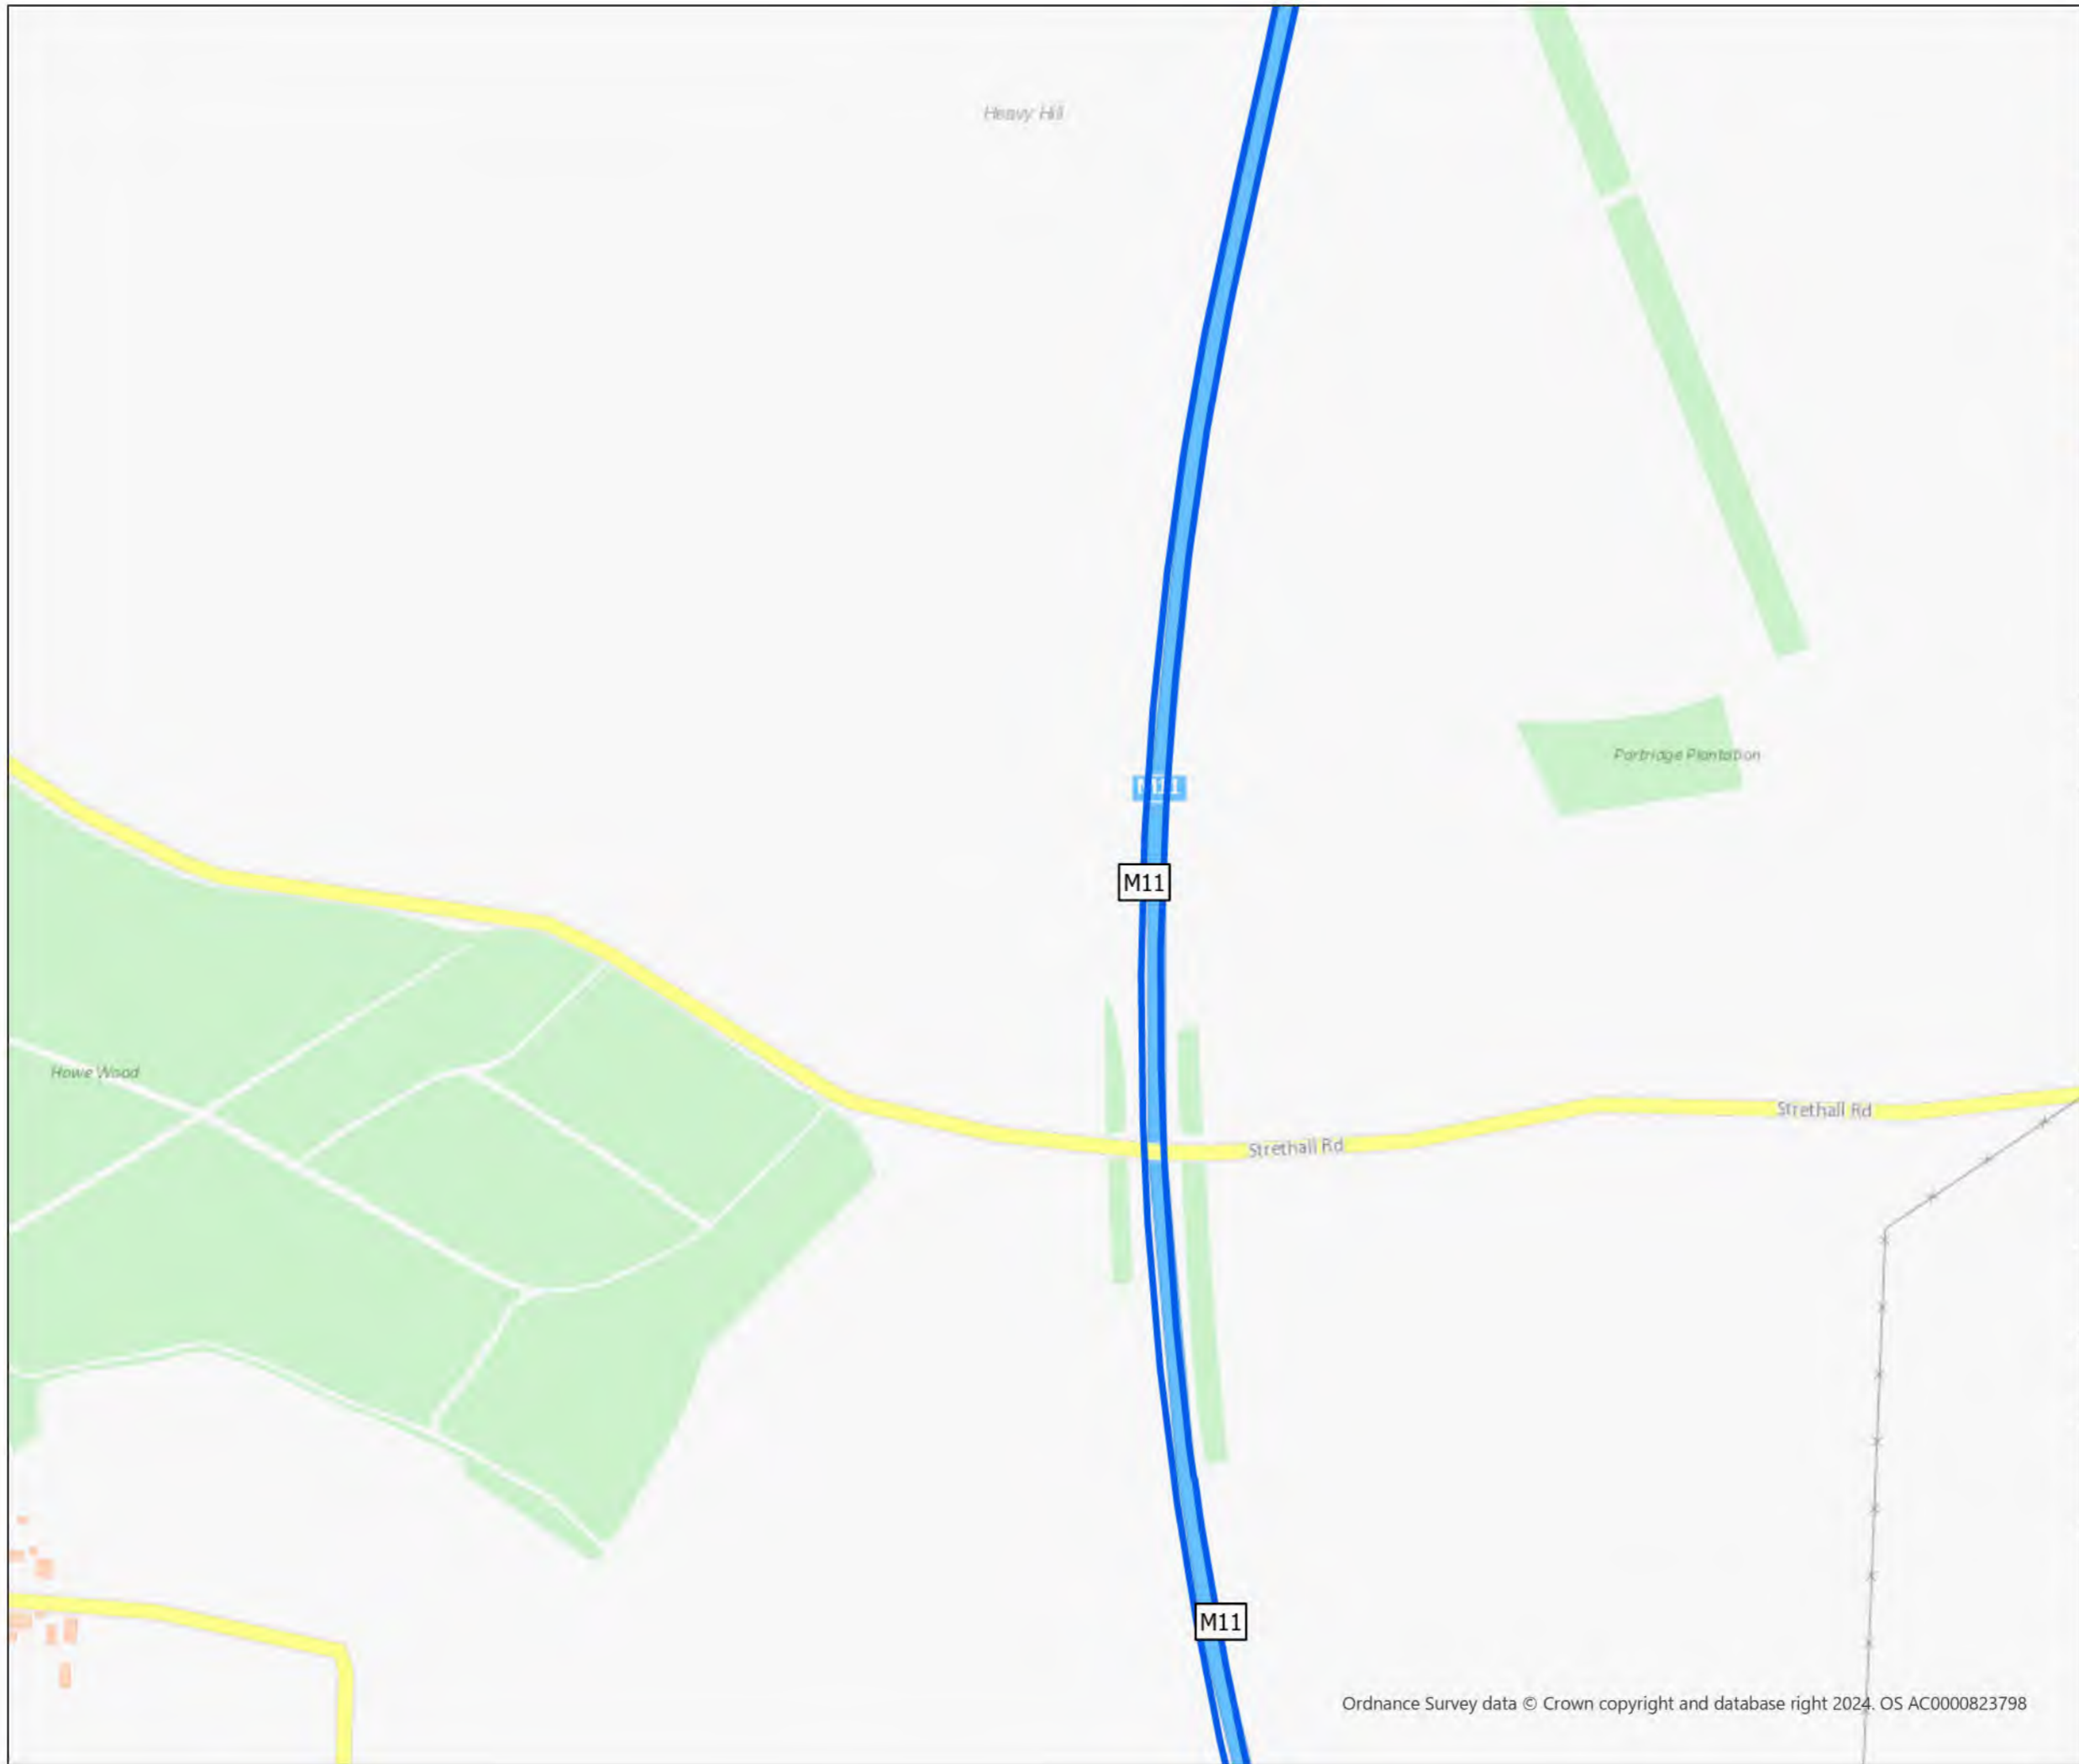 Heavy Hill
Partridge Plantation
M11
M11
Howe Wood
Strethall Rd
Strethall Rd
M11
Ordnance Survey data © Crown copyright and database right 2024. OS AC0000823798